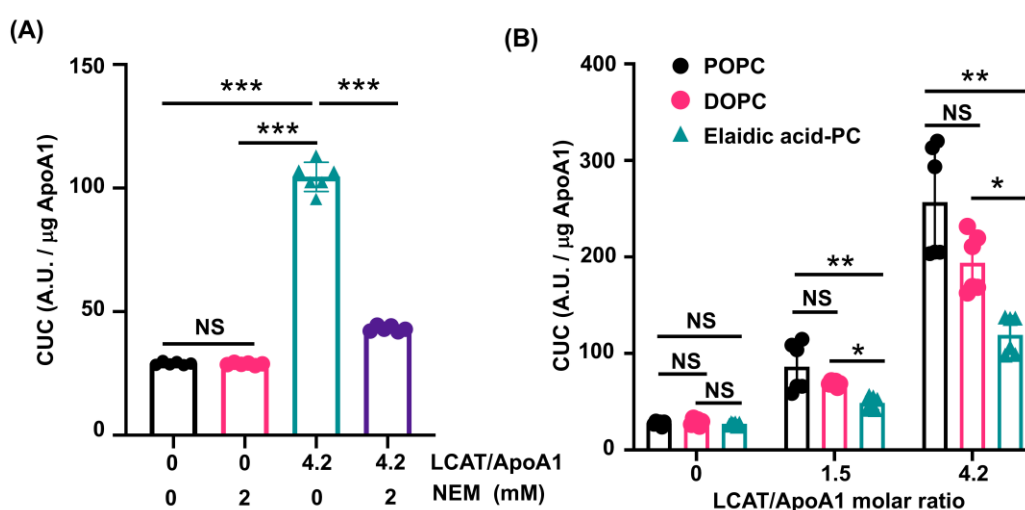 (A)
150
100
50
0
CUC (A.U. / μg ApoA1)
***
***
***
NS
0 0 4.2 4.2 LCAT/ApoA1
0 2 0 2 NEM (mM)
(B)
400
300
200
100
0
CUC (A.U. / μg ApoA1)
POPC
DOPC
Elaidic acid-PC
NS
NS
NS
**
NS
*
**
NS
*
0 1.5 4.2
LCAT/ApoA1 molar ratio